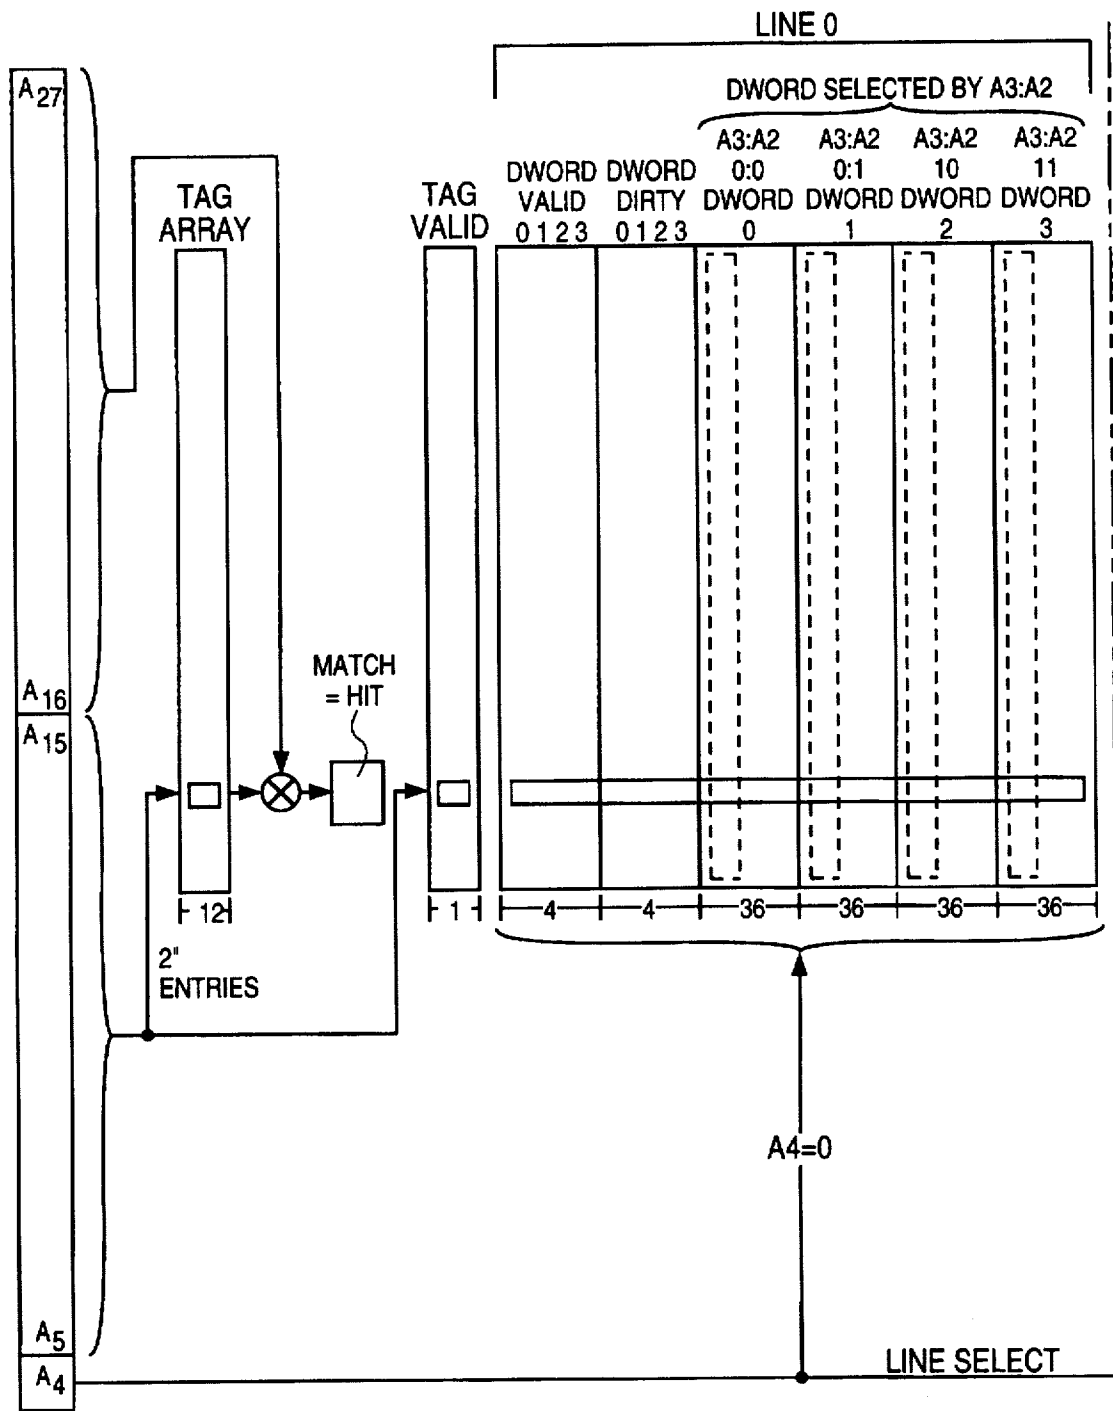 LINE 0
A27
DWORD SELECTED BY A3:A2
A3:A2 A3:A2 A3:A2 A3:A2
0:0 0:1 10 11
DWORD DWORD DWORD DWORD DWORD DWORD
VALID DIRTY
0 1 2 3 0 1 2 3 0 1 2 3
TAG
ARRAY
TAG
VALID
MATCH
= HIT
A16
A15
12 1 4 4 36 36 36 36
2"
ENTRIES
A4=0
A5
A4
LINE SELECT